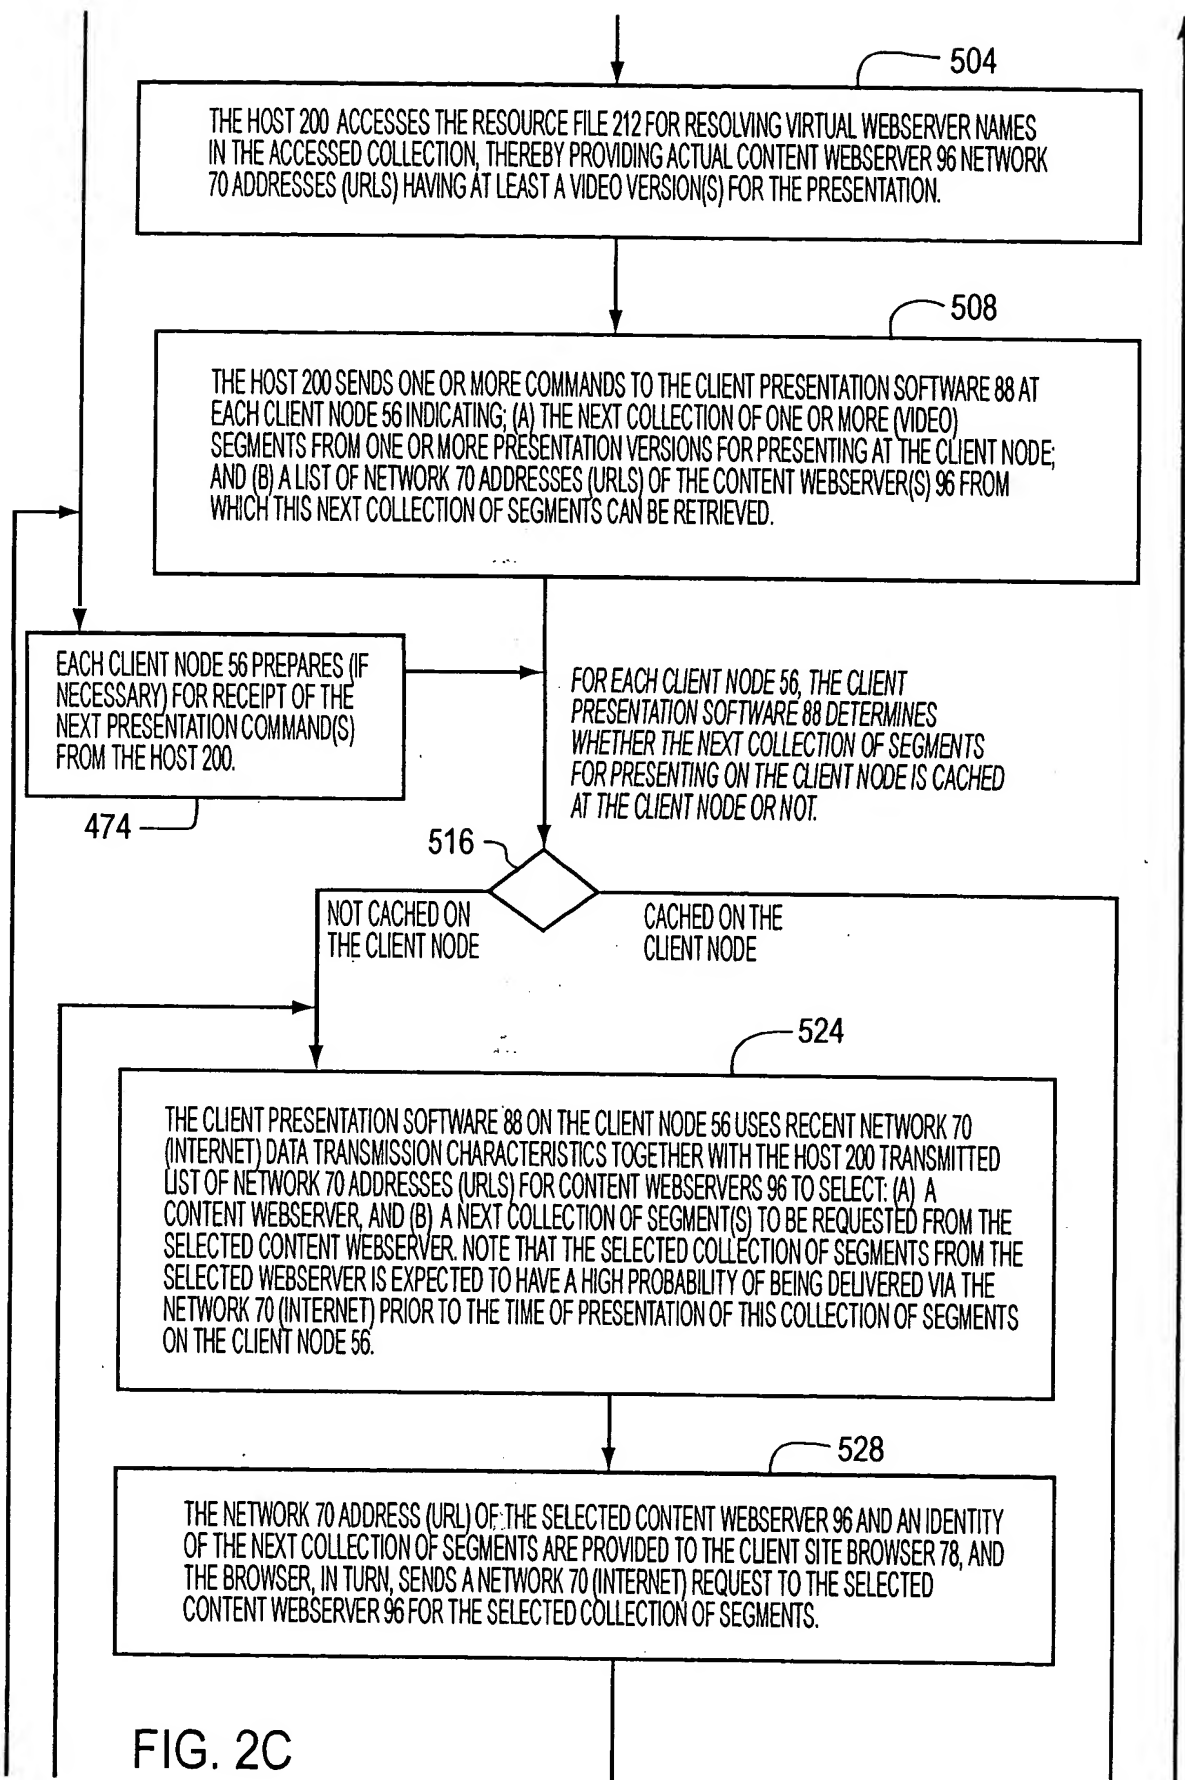 504
THE HOST 200 ACCESSES THE RESOURCE FILE 212 FOR RESOLVING VIRTUAL WEBSERVER NAMES
IN THE ACCESSED COLLECTION, THEREBY PROVIDING ACTUAL CONTENT WEBSERVER 96 NETWORK
70 ADDRESSES (URLS) HAVING AT LEAST A VIDEO VERSION(S) FOR THE PRESENTATION.
508
THE HOST 200 SENDS ONE OR MORE COMMANDS TO THE CLIENT PRESENTATION SOFTWARE 88 AT
EACH CLIENT NODE 56 INDICATING; (A) THE NEXT COLLECTION OF ONE OR MORE (VIDEO)
SEGMENTS FROM ONE OR MORE PRESENTATION VERSIONS FOR PRESENTING AT THE CLIENT NODE;
AND (B) A LIST OF NETWORK 70 ADDRESSES (URLS) OF THE CONTENT WEBSERVER(S) 96 FROM
WHICH THIS NEXT COLLECTION OF SEGMENTS CAN BE RETRIEVED.
EACH CLIENT NODE 56 PREPARES (IF
NECESSARY) FOR RECEIPT OF THE
NEXT PRESENTATION COMMAND(S)
FROM THE HOST 200.
474
FOR EACH CLIENT NODE 56, THE CLIENT
PRESENTATION SOFTWARE 88 DETERMINES
WHETHER THE NEXT COLLECTION OF SEGMENTS
FOR PRESENTING ON THE CLIENT NODE IS CACHED
AT THE CLIENT NODE OR NOT.
516
NOT CACHED ON
THE CLIENT NODE
CACHED ON THE
CLIENT NODE
524
THE CLIENT PRESENTATION SOFTWARE 88 ON THE CLIENT NODE 56 USES RECENT NETWORK 70
(INTERNET) DATA TRANSMISSION CHARACTERISTICS TOGETHER WITH THE HOST 200 TRANSMITTED
LIST OF NETWORK 70 ADDRESSES (URLS) FOR CONTENT WEBSERVERS 96 TO SELECT: (A) A
CONTENT WEBSERVER, AND (B) A NEXT COLLECTION OF SEGMENT(S) TO BE REQUESTED FROM THE
SELECTED CONTENT WEBSERVER. NOTE THAT THE SELECTED COLLECTION OF SEGMENTS FROM THE
SELECTED WEBSERVER IS EXPECTED TO HAVE A HIGH PROBABILITY OF BEING DELIVERED VIA THE
NETWORK 70 (INTERNET) PRIOR TO THE TIME OF PRESENTATION OF THIS COLLECTION OF SEGMENTS
ON THE CLIENT NODE 56.
528
THE NETWORK 70 ADDRESS (URL) OF THE SELECTED CONTENT WEBSERVER 96 AND AN IDENTITY
OF THE NEXT COLLECTION OF SEGMENTS ARE PROVIDED TO THE CLIENT SITE BROWSER 78, AND
THE BROWSER, IN TURN, SENDS A NETWORK 70 (INTERNET) REQUEST TO THE SELECTED
CONTENT WEBSERVER 96 FOR THE SELECTED COLLECTION OF SEGMENTS.
FIG. 2C